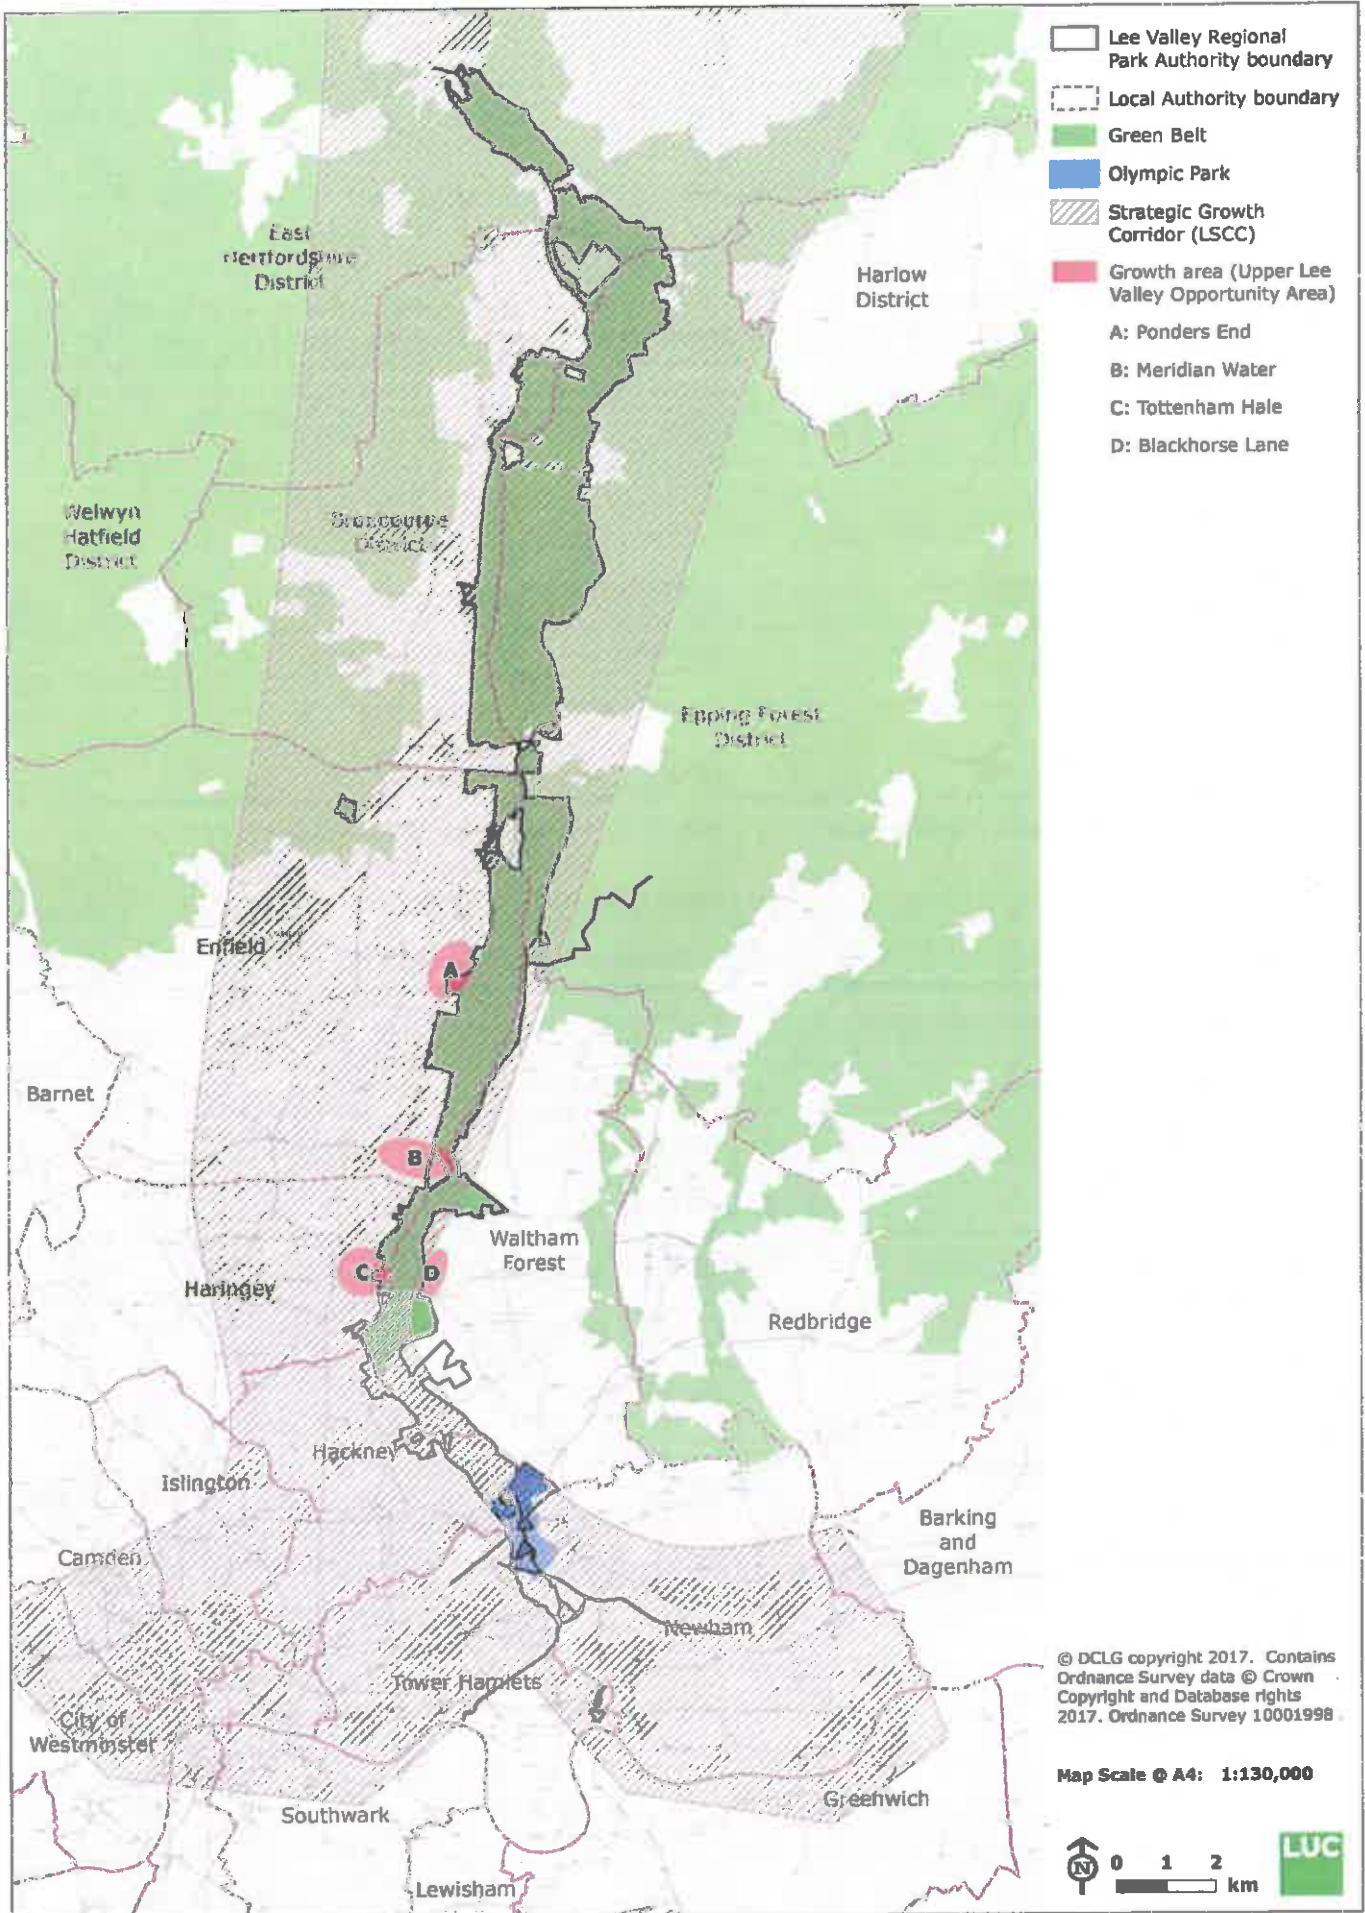 Lee Valley Regional
Park Authority boundary
Local Authority boundary
Green Belt
Olympic Park
Strategic Growth
Corridor (LSCC)
Growth area (Upper Lee
Valley Opportunity Area)
A: Ponders End
B: Meridian Water
C: Tottenham Hale
D: Blackhorse Lane
East
Hertfordshire
District
Harlow
District
Welwyn
Hatfield
District
Broxbourne
District
Epping Forest
District
Enfield
A
Barnet
B
Waltham
Forest
C
D
Haringey
Redbridge
Hackney
Islington
Barking
and
Dagenham
Camden
Newham
Tower Hamlets
City of
Westminster
Greenwich
Southwark
Lewisham
© DCLG copyright 2017. Contains
Ordnance Survey data © Crown
Copyright and Database rights
2017. Ordnance Survey 10001998
Map Scale @ A4: 1:130,000
N
0 1 2
km
LUC